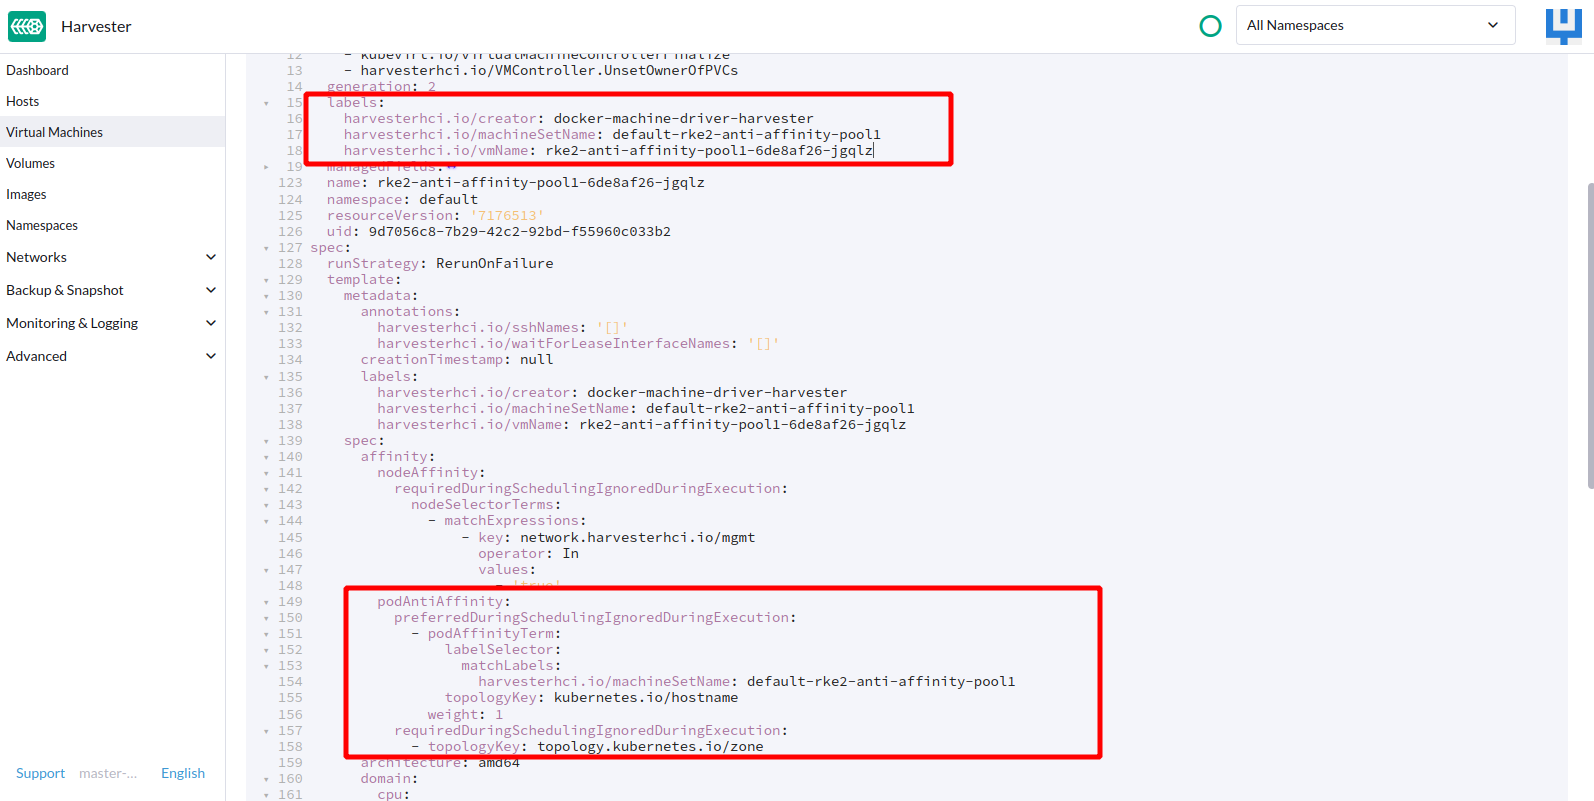 Harvester
All Namespaces
Dashboard
Hosts
Virtual Machines
Volumes
Images
Namespaces
Networks
Backup & Snapshot
Monitoring & Logging
Advanced
Support master-... English
12 - kubevirt.io/VirtualMachineControllerFinalize
13 - harvesterhci.io/VMController.UnsetOwnerOfPVCs
14 generation: 2
15 labels:
16 harvesterhci.io/creator: docker-machine-driver-harvester
17 harvesterhci.io/machineSetName: default-rke2-anti-affinity-pool1
18 harvesterhci.io/vmName: rke2-anti-affinity-pool1-6de8af26-jgqlz
19 managedFields:
123 name: rke2-anti-affinity-pool1-6de8af26-jgqlz
124 namespace: default
125 resourceVersion: '7176513'
126 uid: 9d7056c8-7b29-42c2-92bd-f55960c033b2
127 spec:
128 runStrategy: RerunOnFailure
129 template:
130 metadata:
131 annotations:
132 harvesterhci.io/sshNames: '[]'
133 harvesterhci.io/waitForLeaseInterfaceNames: '[]'
134 creationTimestamp: null
135 labels:
136 harvesterhci.io/creator: docker-machine-driver-harvester
137 harvesterhci.io/machineSetName: default-rke2-anti-affinity-pool1
138 harvesterhci.io/vmName: rke2-anti-affinity-pool1-6de8af26-jgqlz
139 spec:
140 affinity:
141 nodeAffinity:
142 requiredDuringSchedulingIgnoredDuringExecution:
143 nodeSelectorTerms:
144 - matchExpressions:
145 - key: network.harvesterhci.io/mgmt
146 operator: In
147 values:
148 - 'true'
149 podAntiAffinity:
150 preferredDuringSchedulingIgnoredDuringExecution:
151 - podAffinityTerm:
152 labelSelector:
153 matchLabels:
154 harvesterhci.io/machineSetName: default-rke2-anti-affinity-pool1
155 topologyKey: kubernetes.io/hostname
156 weight: 1
157 requiredDuringSchedulingIgnoredDuringExecution:
158 - topologyKey: topology.kubernetes.io/zone
159 architecture: amd64
160 domain:
161 cpu: